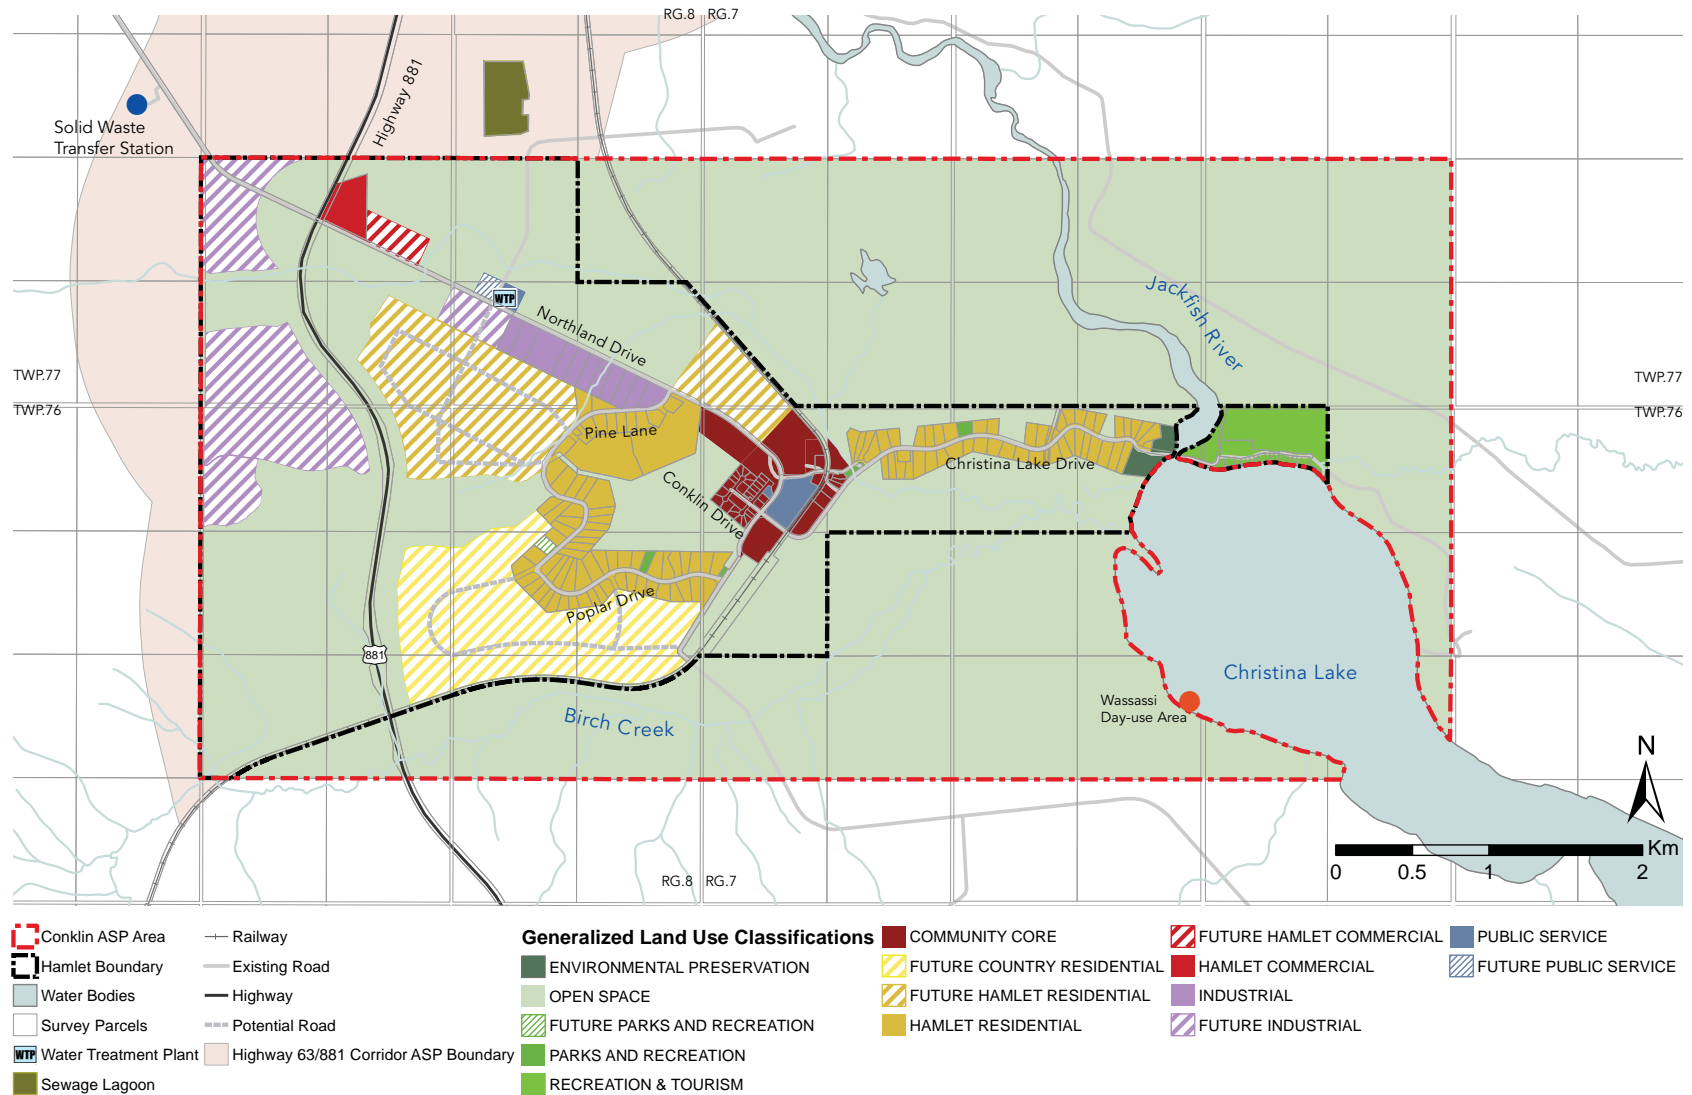 RG.8 RG.7
Highway 881
Solid Waste
Transfer Station
WTP
Northland Drive
Jackfish River
TWP.77
TWP.76
TWP.77
TWP.76
Pine Lane
Christina Lake Drive
Conklin Drive
Poplar Drive
881
Christina Lake
Wassassi
Day-use Area
Birch Creek
N
Km
0 0.5 1 2
RG.8 RG.7
Conklin ASP Area
Hamlet Boundary
Water Bodies
Survey Parcels
WTP Water Treatment Plant
Sewage Lagoon
Railway
Existing Road
Highway
Potential Road
Highway 63/881 Corridor ASP Boundary
Generalized Land Use Classifications
ENVIRONMENTAL PRESERVATION
OPEN SPACE
FUTURE PARKS AND RECREATION
PARKS AND RECREATION
RECREATION & TOURISM
COMMUNITY CORE
FUTURE COUNTRY RESIDENTIAL
FUTURE HAMLET RESIDENTIAL
HAMLET RESIDENTIAL
FUTURE HAMLET COMMERCIAL
HAMLET COMMERCIAL
INDUSTRIAL
FUTURE INDUSTRIAL
PUBLIC SERVICE
FUTURE PUBLIC SERVICE